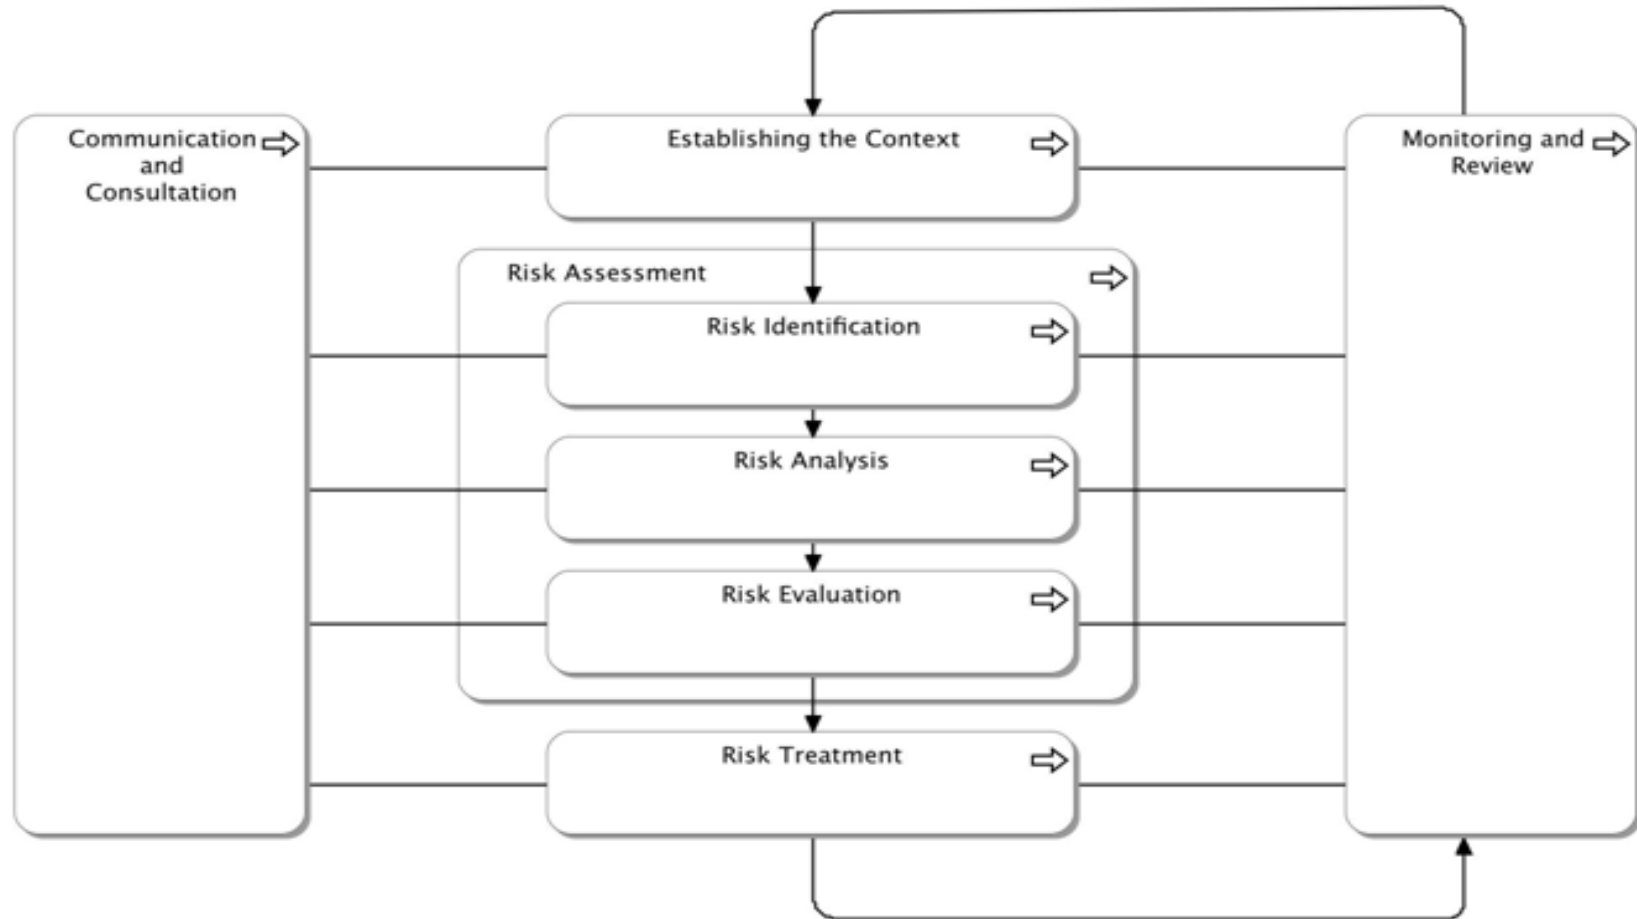 Communication
and
Consultation
Establishing the Context
Monitoring and
Review
Risk Assessment
Risk Identification
Risk Analysis
Risk Evaluation
Risk Treatment